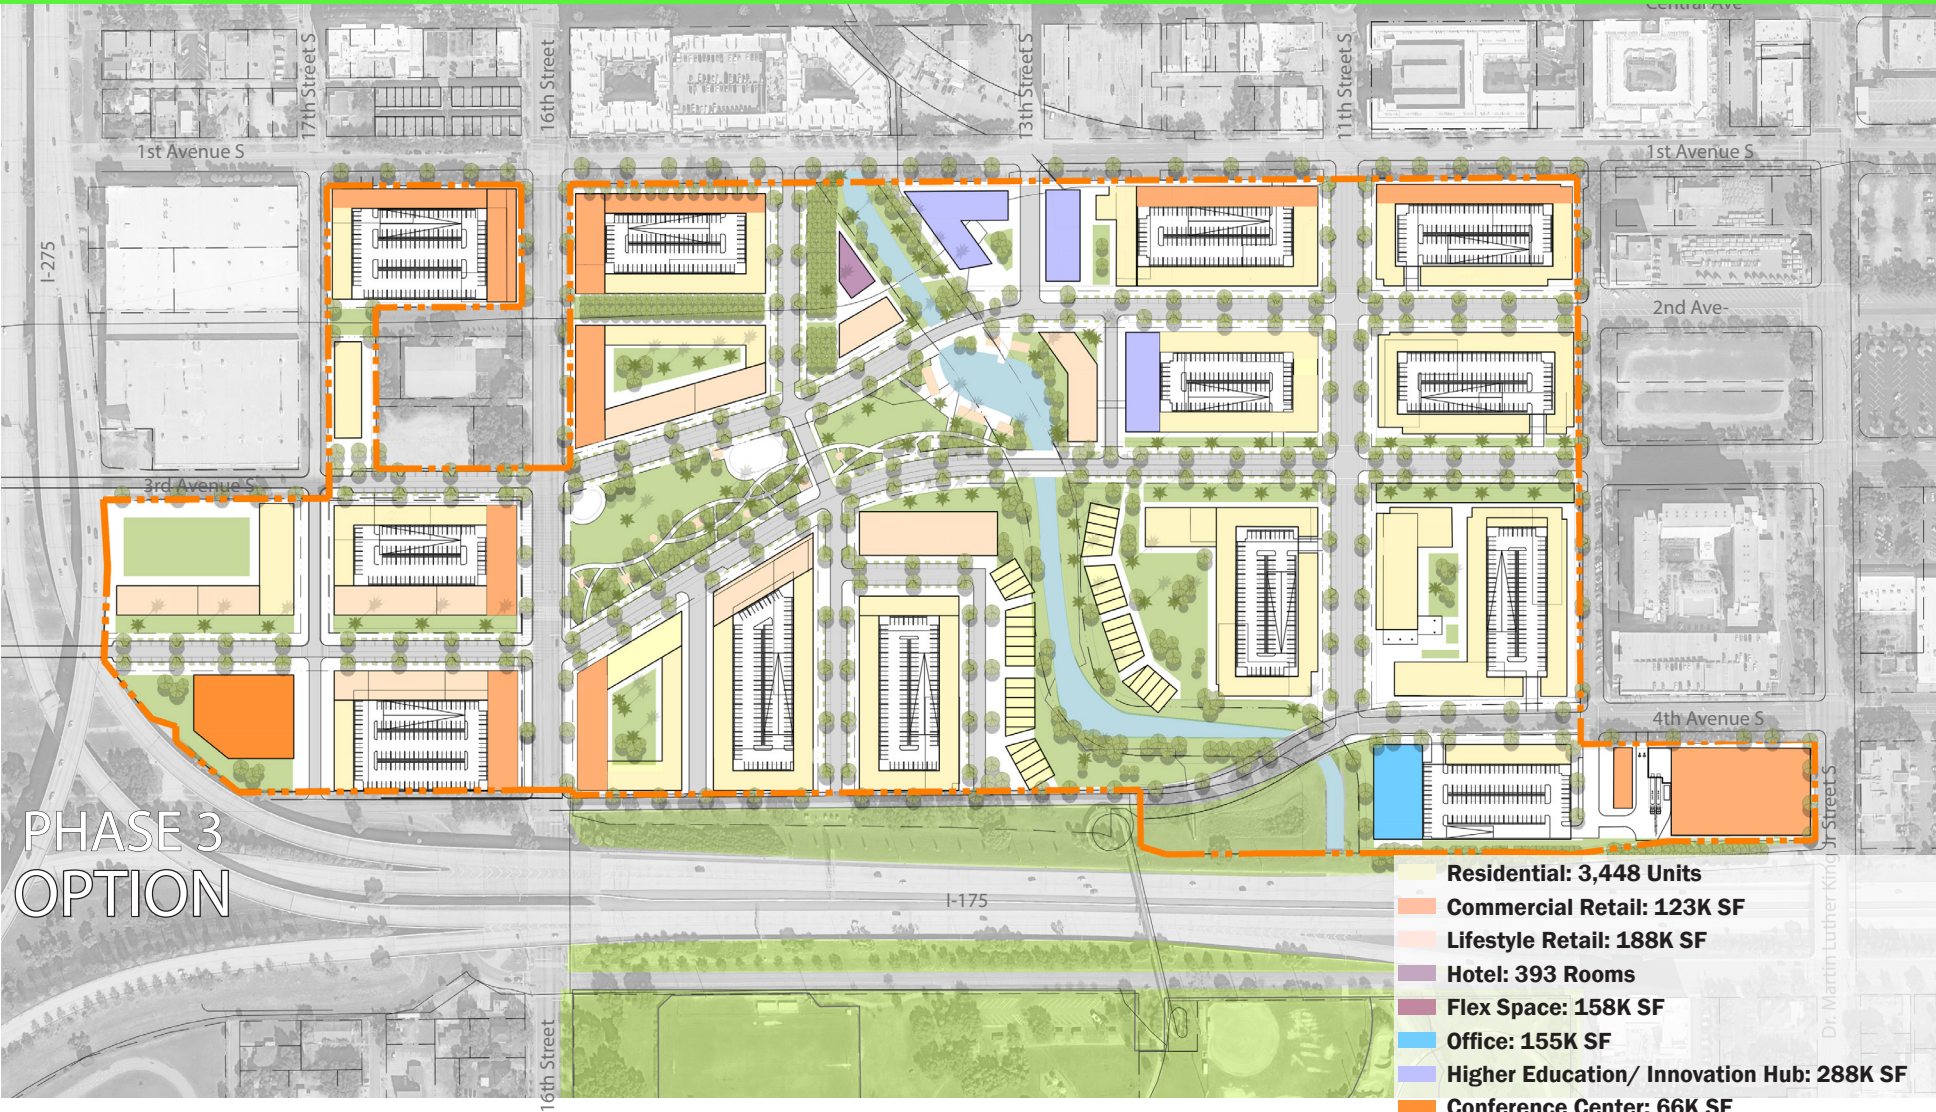 Central Ave
17th Street S
16th Street
13th Street S
11th Street S
1st Avenue S
1st Avenue S
I-275
2nd Ave-
3rd Avenue S
4th Avenue S
PHASE 3
OPTION
I-175
Dr. Martin Luther King Jr Street S
16th Street
Residential: 3,448 Units
Commercial Retail: 123K SF
Lifestyle Retail: 188K SF
Hotel: 393 Rooms
Flex Space: 158K SF
Office: 155K SF
Higher Education/ Innovation Hub: 288K SF
Conference Center: 66K SF